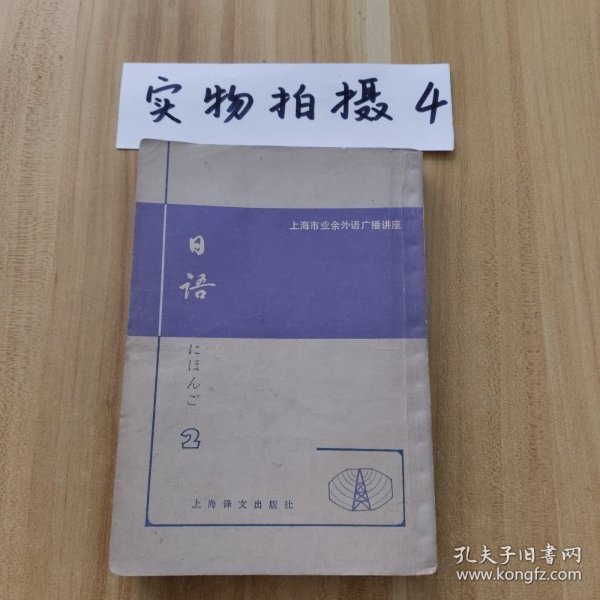 实物拍摄4
上海市业余外语广播讲座
日语
にほんご
2
上海译文出版社
孔夫子旧书网
www.kongfz.com